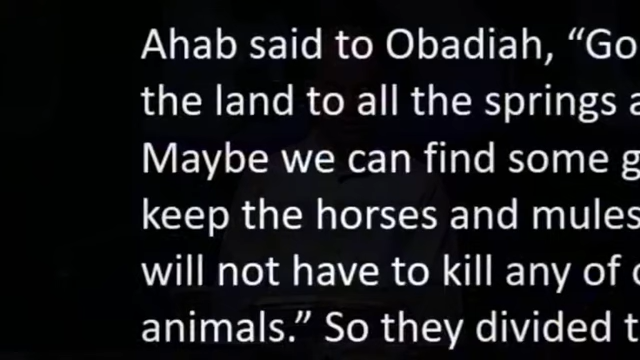 Ahab said to Obadiah, “Go
the land to all the springs
Maybe we can find some
keep the horses and mules
will not have to kill any of
animals.” So they divided